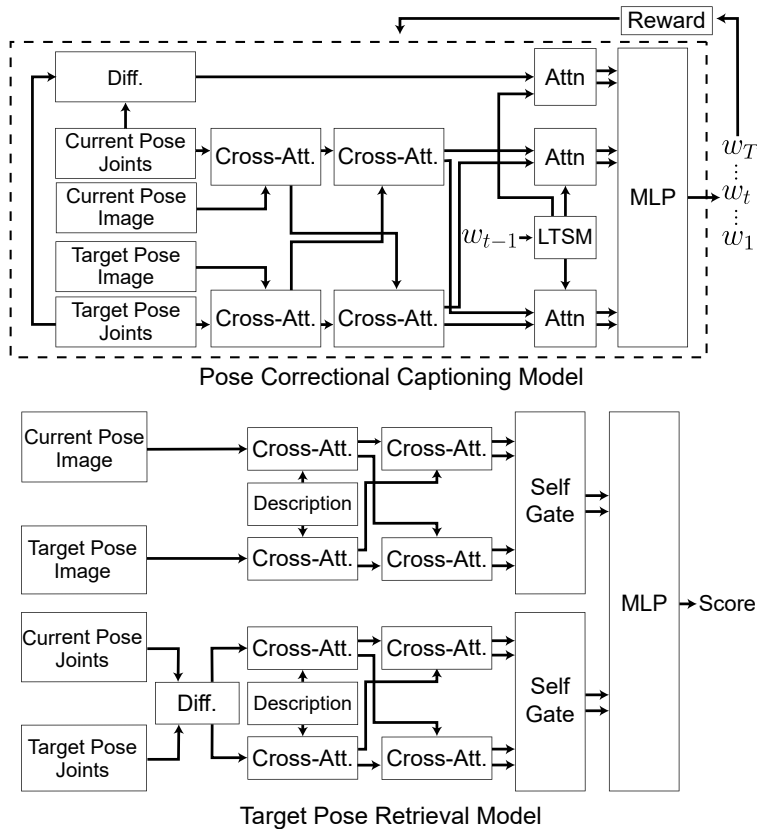 Reward
Diff.
Attn
Current Pose
Joints
Cross-Att.
Cross-Att.
Attn
w_T
⋮
Current Pose
Image
MLP
w_t
⋮
w_{t−1}
LTSM
w_1
Target Pose
Image
Target Pose
Joints
Cross-Att.
Cross-Att.
Attn
Pose Correctional Captioning Model
Current Pose
Image
Cross-Att.
Cross-Att.
Description
Self
Gate
Target Pose
Image
Cross-Att.
Cross-Att.
MLP
Score
Current Pose
Joints
Cross-Att.
Cross-Att.
Diff.
Description
Self
Gate
Target Pose
Joints
Cross-Att.
Cross-Att.
Target Pose Retrieval Model